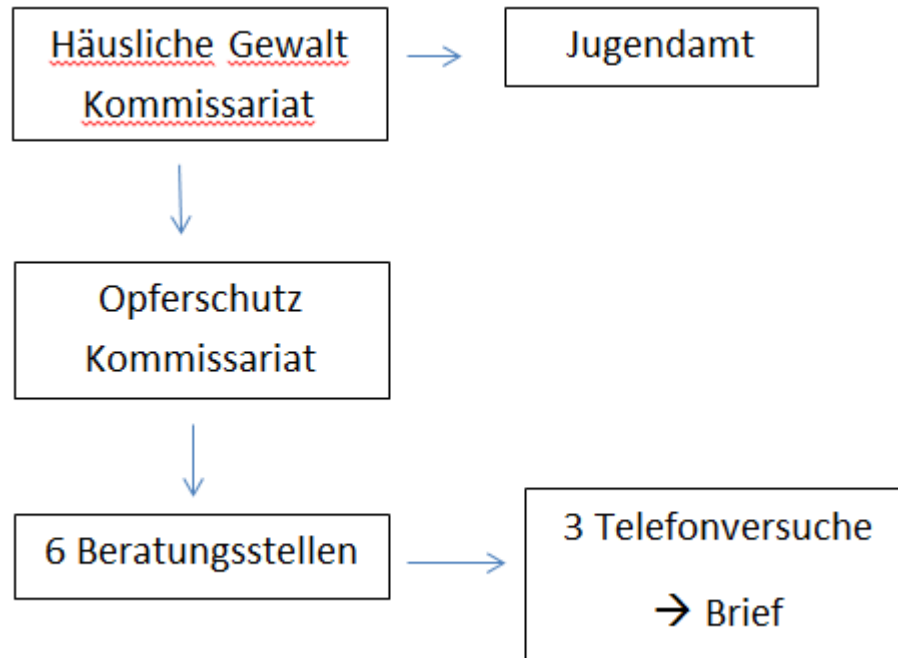 Häusliche Gewalt
Kommissariat
Jugendamt
Opferschutz
Kommissariat
6 Beratungsstellen
3 Telefonversuche
→ Brief